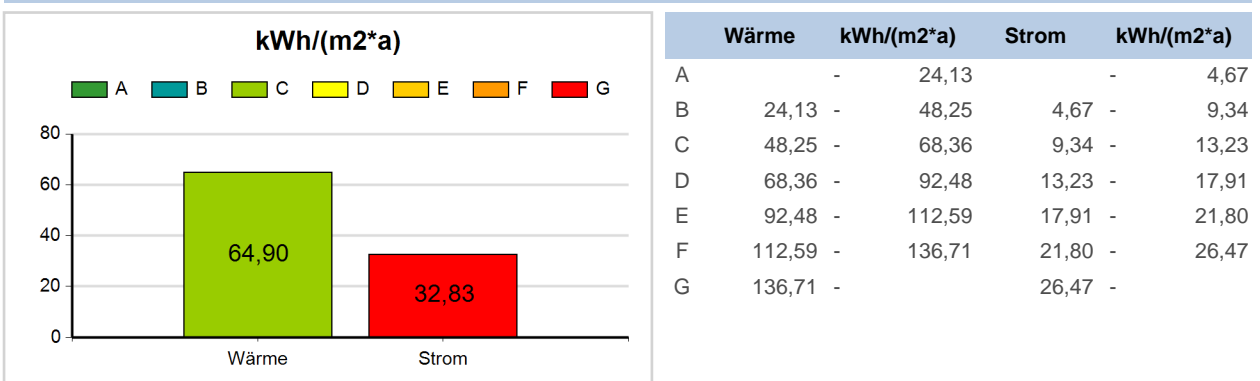 kWh/(m2*a)
A B C D E F G
80
60
40
20
0
64,90
32,83
Wärme Strom
Wärme kWh/(m2*a) Strom kWh/(m2*a)
A - 24,13 - 4,67
B 24,13 - 48,25 4,67 - 9,34
C 48,25 - 68,36 9,34 - 13,23
D 68,36 - 92,48 13,23 - 17,91
E 92,48 - 112,59 17,91 - 21,80
F 112,59 - 136,71 21,80 - 26,47
G 136,71 - 26,47 -